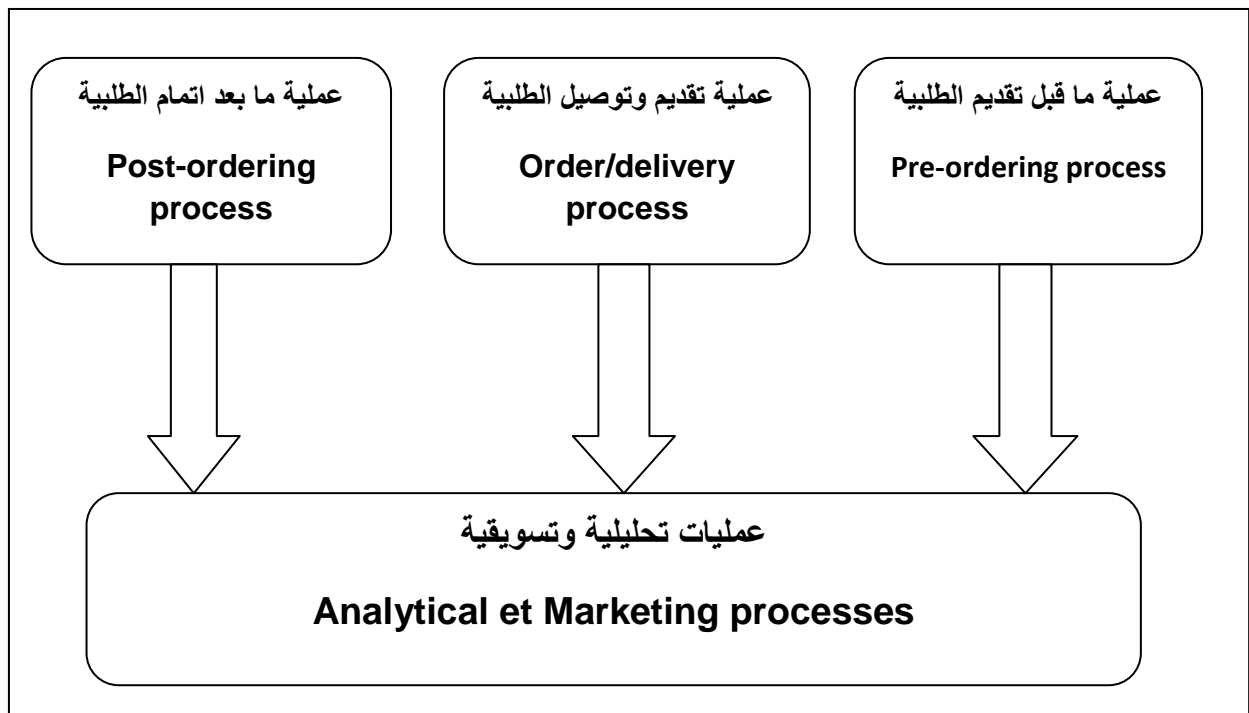 عملية ما قبل تقديم الطلبية
Pre-ordering process
عملية تقديم وتوصيل الطلبية
Order/delivery
process
عملية ما بعد اتمام الطلبية
Post-ordering
process
عمليات تحليلية وتسويقية
Analytical et Marketing processes